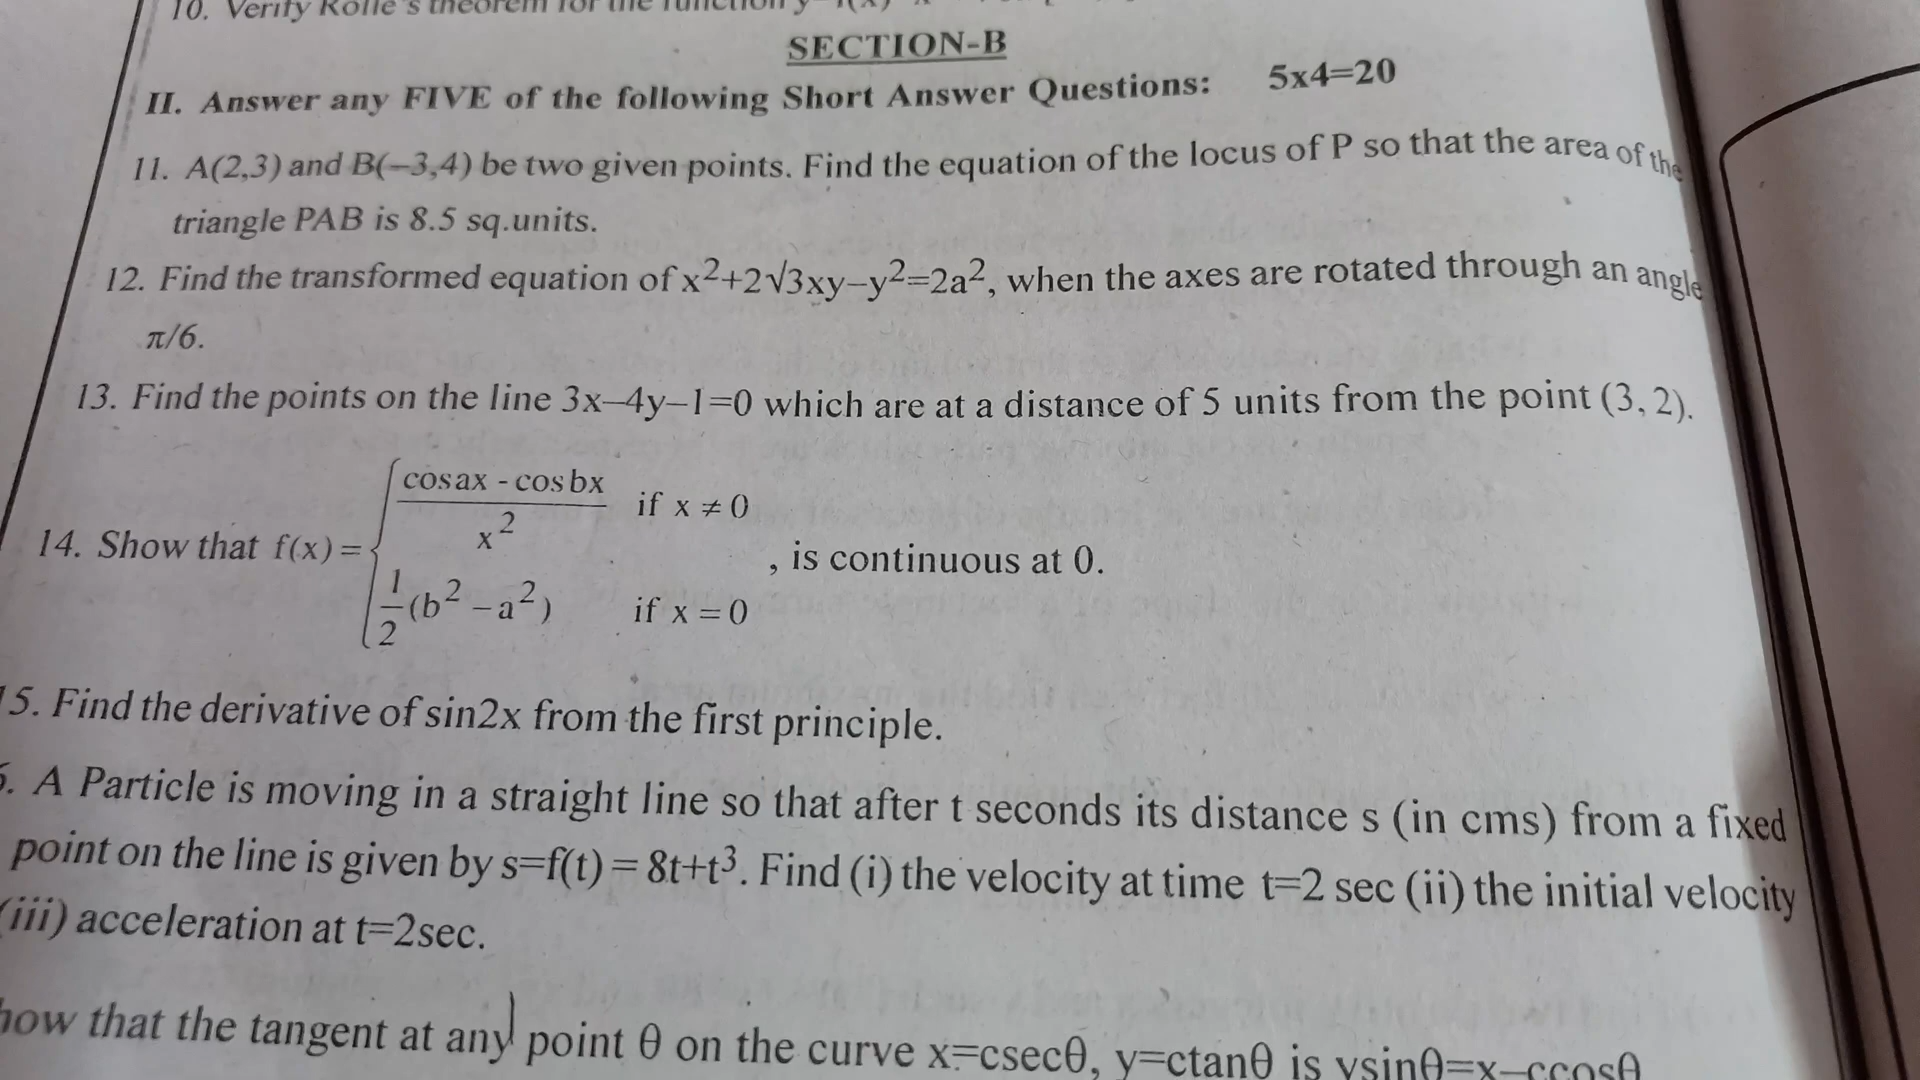 10. Verify Rolle's theorem for the function y
SECTION-B
II. Answer any FIVE of the following Short Answer Questions: 5x4=20
11. A(2,3) and B(−3,4) be two given points. Find the equation of the locus of P so that the area of the
triangle PAB is 8.5 sq.units.
12. Find the transformed equation of x²+2√3xy−y²=2a², when the axes are rotated through an angle
π/6.
13. Find the points on the line 3x−4y−1=0 which are at a distance of 5 units from the point (3, 2).
14. Show that f(x) = { (cos ax - cos bx)/x² if x ≠ 0
1/2 (b² − a²) if x = 0 , is continuous at 0.
15. Find the derivative of sin2x from the first principle.
. A Particle is moving in a straight line so that after t seconds its distance s (in cms) from a fixed
point on the line is given by s=f(t) = 8t+t³. Find (i) the velocity at time t=2 sec (ii) the initial velocity
(iii) acceleration at t=2sec.
how that the tangent at any point θ on the curve x=csecθ, y=ctanθ is ysinθ=x−ccosθ